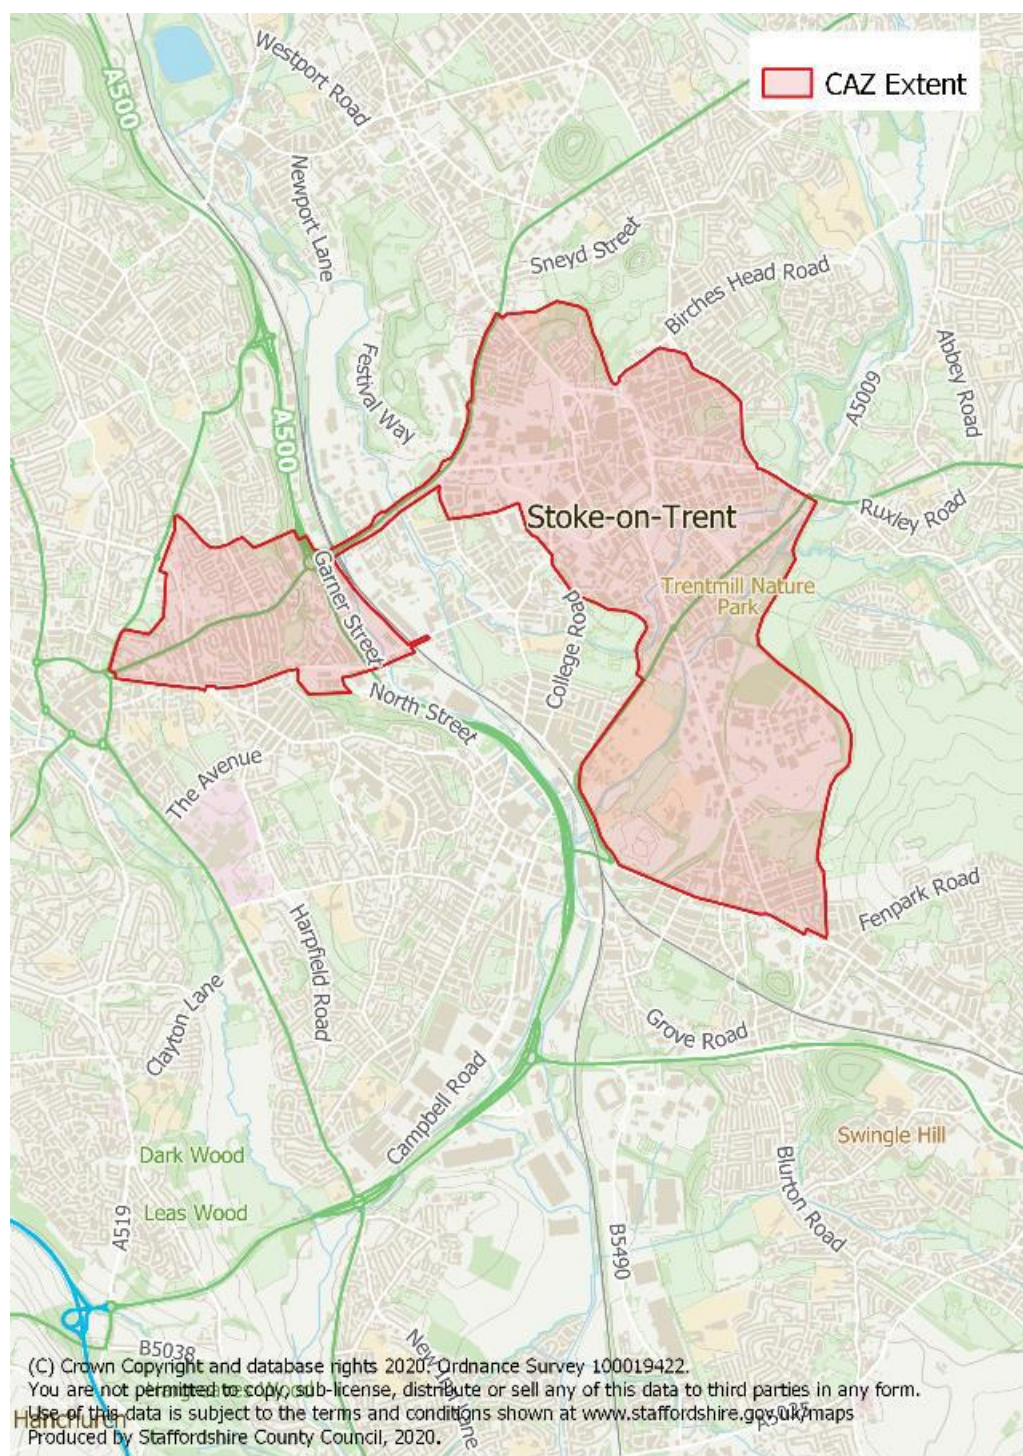 A500
Westport Road
CAZ Extent
Newport Lane
Sneyd Street
Birches Head Road
Festival Way
Abbey Road
A5009
A500
Ruxley Road
Stoke-on-Trent
Trentmill Nature
Park
Garner Street
College Road
North Street
The Avenue
Fenpark Road
Harpfield Road
Clayton Lane
Grove Road
Campbell Road
Swingle Hill
Dark Wood
Blurton Road
Leas Wood
A519
B5490
B5038
(C) Crown Copyright and database rights 2020. Ordnance Survey 100019422.
You are not permitted to copy, sub-license, distribute or sell any of this data to third parties in any form.
Hanchurch
Use of this data is subject to the terms and conditions shown at www.staffordshire.gov.uk/maps
A5035
Produced by Staffordshire County Council, 2020.